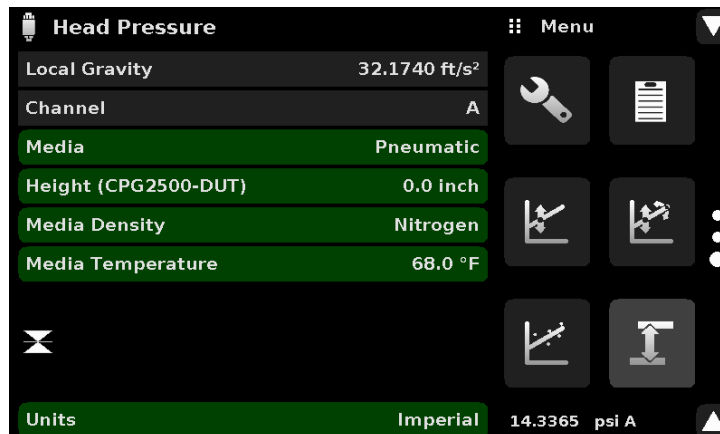 Head Pressure
Menu
Local Gravity 32.1740 ft/s²
Channel A
Media Pneumatic
Height (CPG2500-DUT) 0.0 inch
Media Density Nitrogen
Media Temperature 68.0 °F
Units Imperial
14.3365 psi A